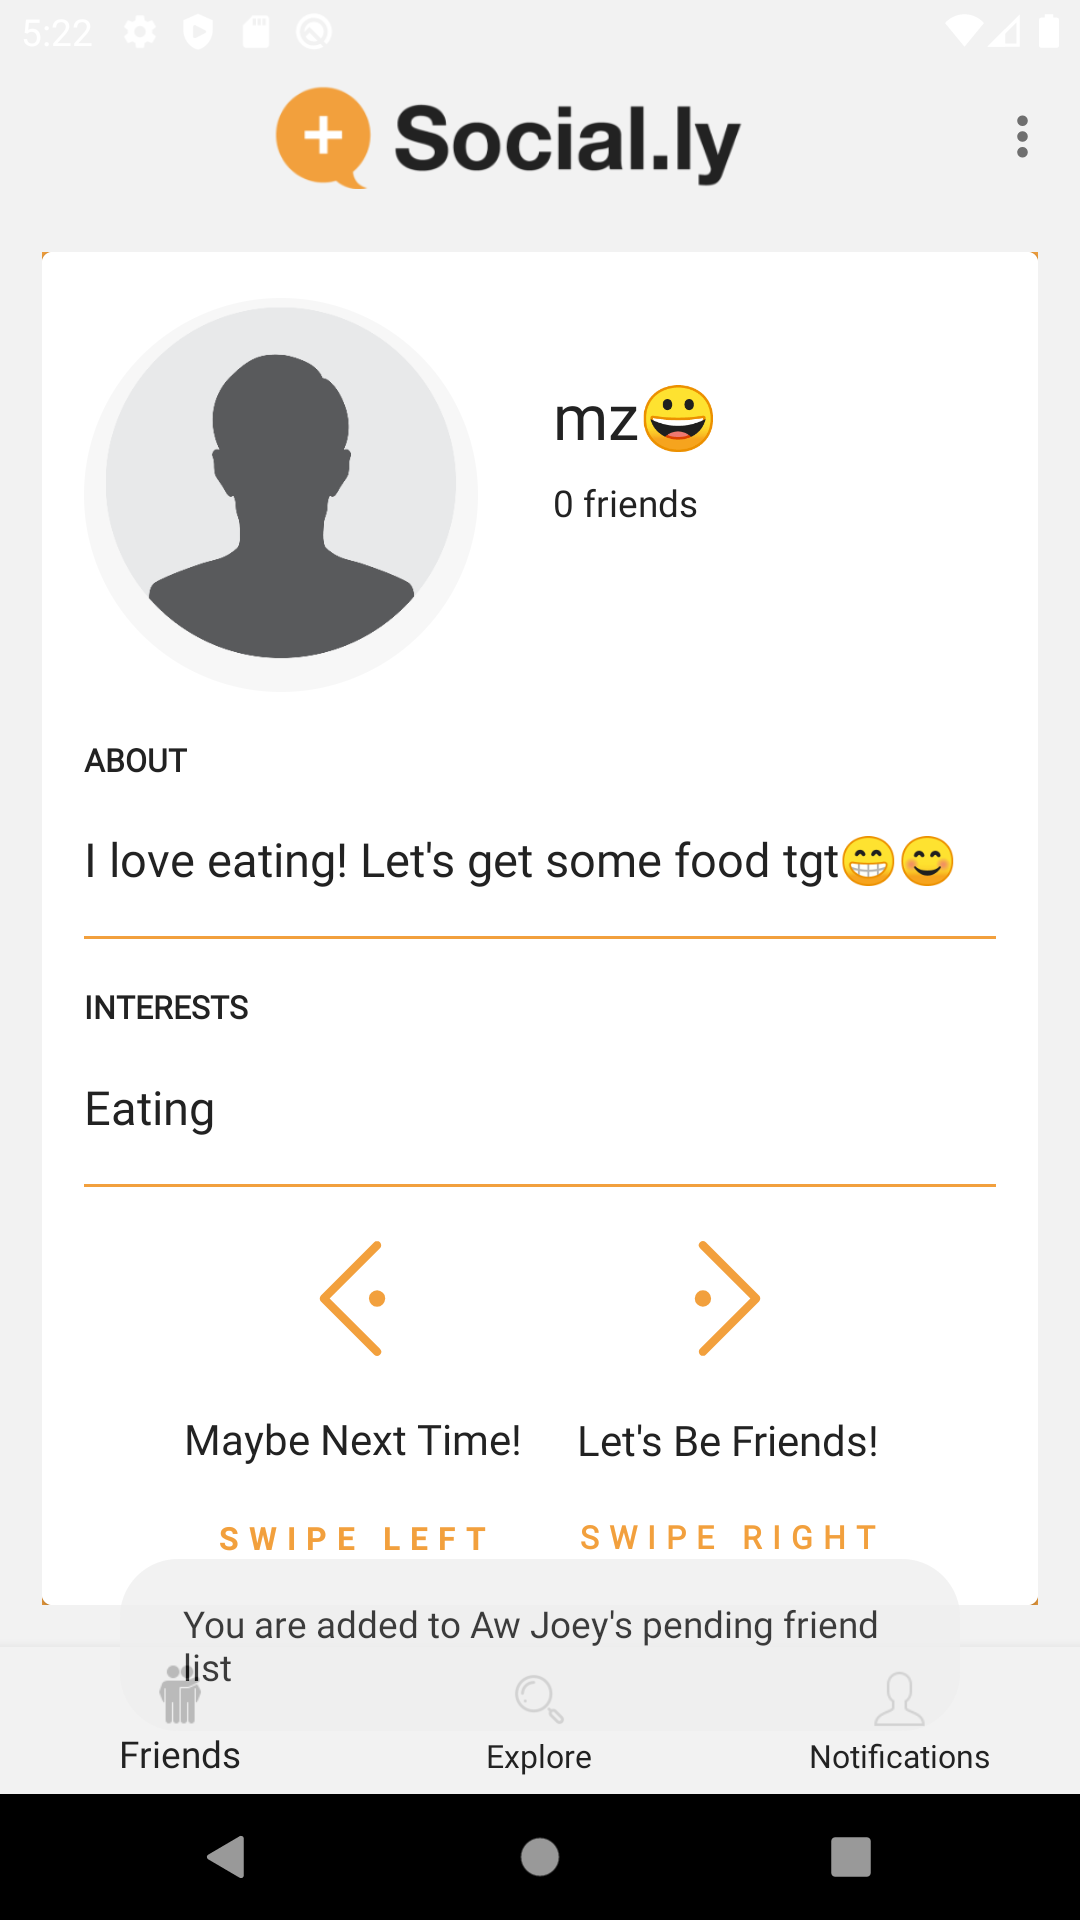 5:22
Social.ly
mz😀
0 friends
ABOUT
I love eating! Let's get some food tgt😁😊
INTERESTS
Eating
Maybe Next Time!
Let's Be Friends!
SWIPE LEFT
SWIPE RIGHT
You are added to Aw Joey's pending friend
list
Friends
Explore
Notifications